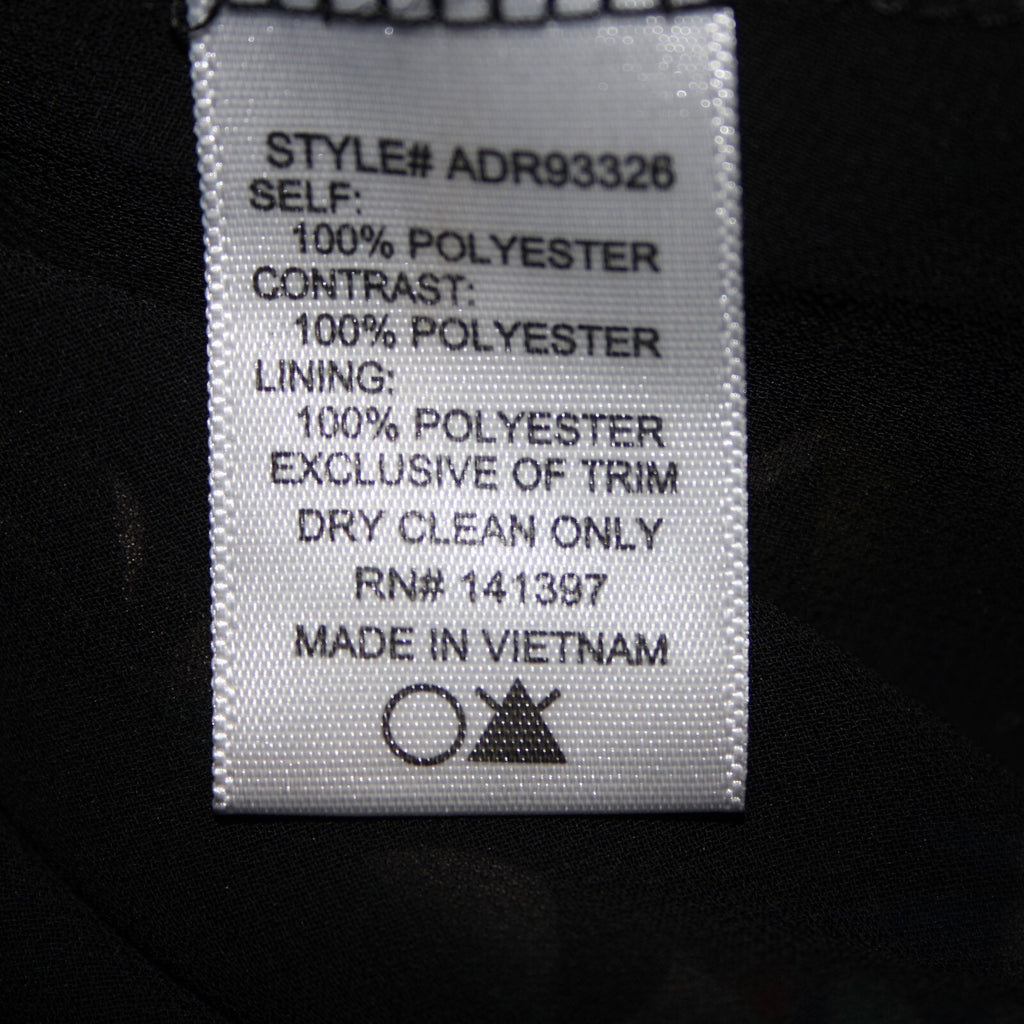 STYLE# ADR93326
SELF:
100% POLYESTER
CONTRAST:
100% POLYESTER
LINING:
100% POLYESTER
EXCLUSIVE OF TRIM
DRY CLEAN ONLY
RN# 141397
MADE IN VIETNAM